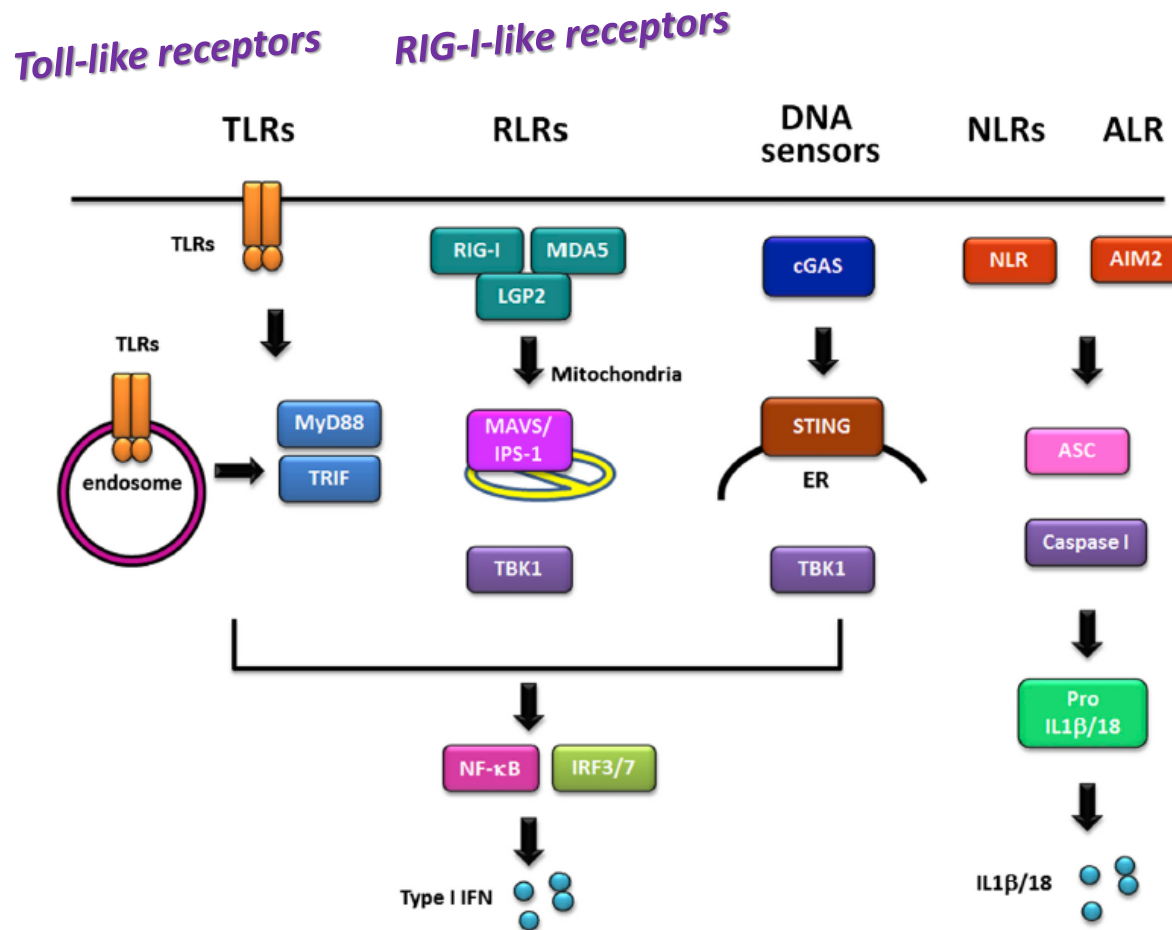 Toll-like receptors
RIG-I-like receptors
TLRs
RLRs
DNA
sensors
NLRs
ALR
TLRs
RIG-I
MDA5
LGP2
cGAS
NLR
AIM2
TLRs
endosome
MyD88
TRIF
Mitochondria
MAVS/
IPS-1
STING
ER
ASC
TBK1
TBK1
Caspase I
Pro
IL1β/18
NF-κB
IRF3/7
Type I IFN
IL1β/18